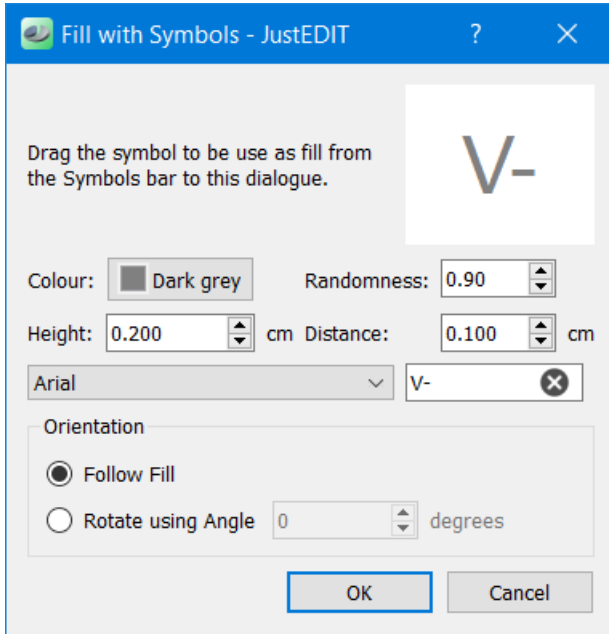 Fill with Symbols - JustEDIT ?
V-
Drag the symbol to be use as fill from
the Symbols bar to this dialogue.
Colour: Dark grey Randomness: 0.90
Height: 0.200 cm Distance: 0.100 cm
Arial V-
Orientation
Follow Fill
Rotate using Angle 0 degrees
OK Cancel